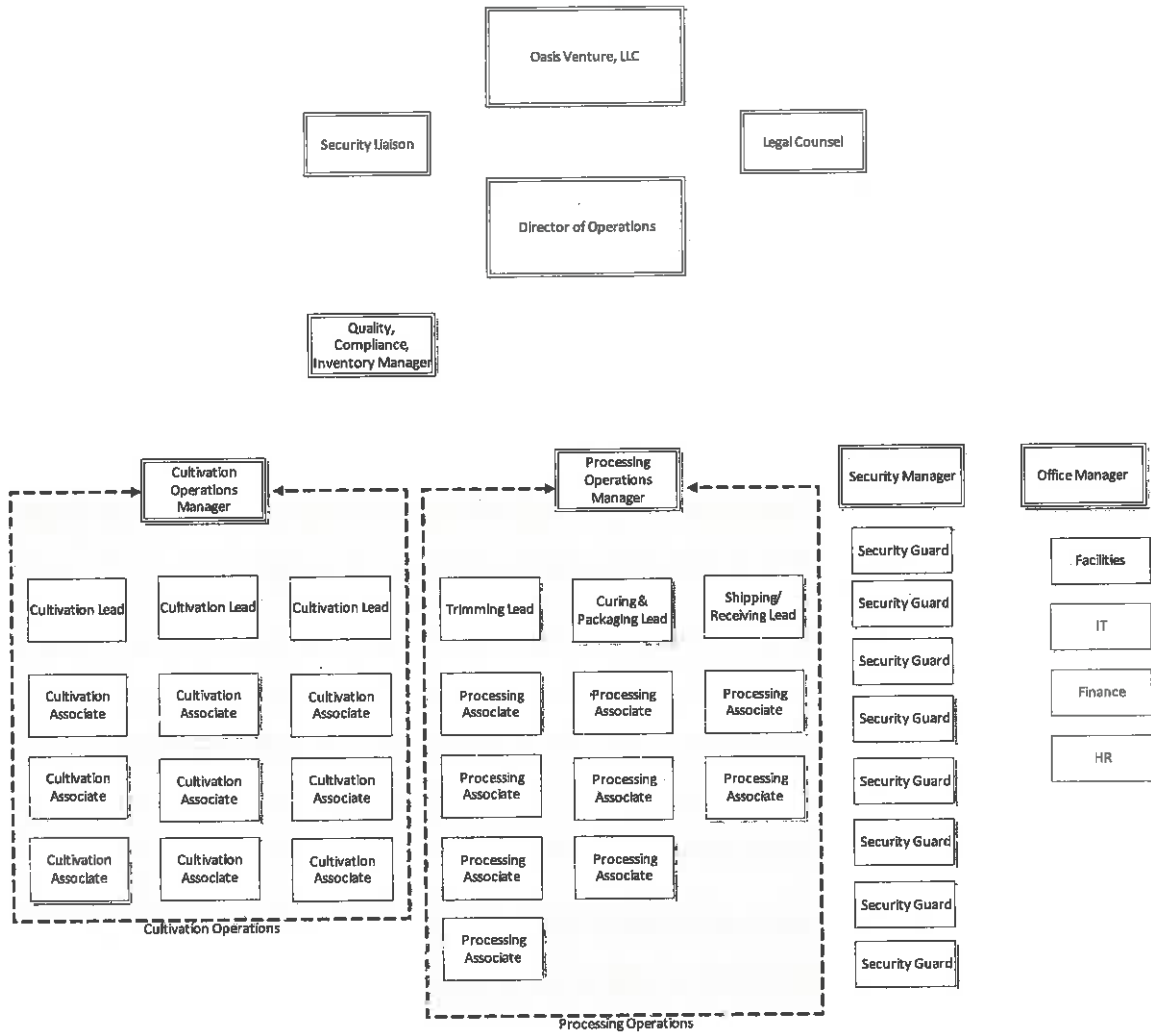 Oasis Venture, LLC
Security Liaison
Legal Counsel
Director of Operations
Quality,
Compliance,
Inventory Manager
Cultivation
Operations
Manager
Processing
Operations
Manager
Security Manager
Office Manager
Cultivation Lead
Cultivation Lead
Cultivation Lead
Cultivation
Associate
Cultivation
Associate
Cultivation
Associate
Cultivation
Associate
Cultivation
Associate
Cultivation
Associate
Cultivation
Associate
Cultivation
Associate
Cultivation
Associate
Cultivation Operations
Trimming Lead
Curing &
Packaging Lead
Shipping/
Receiving Lead
Processing
Associate
Processing
Associate
Processing
Associate
Processing
Associate
Processing
Associate
Processing
Associate
Processing
Associate
Processing
Associate
Processing
Associate
Processing Operations
Security Guard
Security Guard
Security Guard
Security Guard
Security Guard
Security Guard
Security Guard
Security Guard
Facilities
IT
Finance
HR